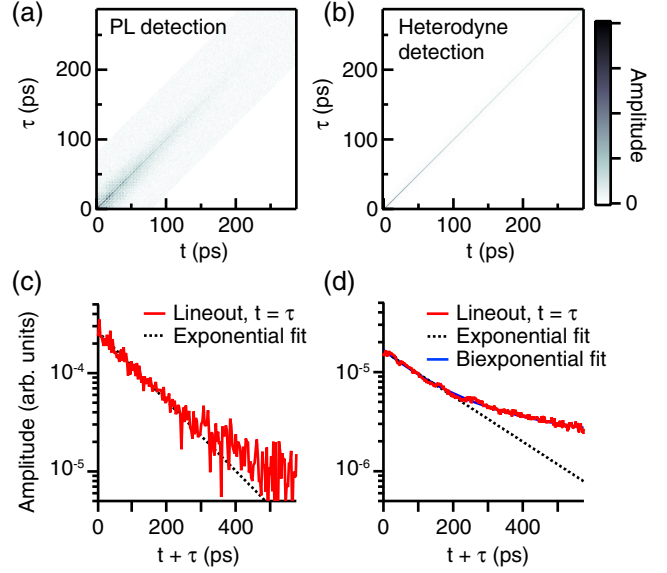 (a)
PL detection
200
100
0
τ (ps)
0
100
200
t (ps)
(b)
Heterodyne
detection
200
100
0
τ (ps)
0
100
200
t (ps)
Amplitude
0
(c)
Lineout, t = τ
Exponential fit
10-4
10-5
Amplitude (arb. units)
0
200
400
t + τ (ps)
(d)
Lineout, t = τ
Exponential fit
Biexponential fit
10-5
10-6
0
200
400
t + τ (ps)